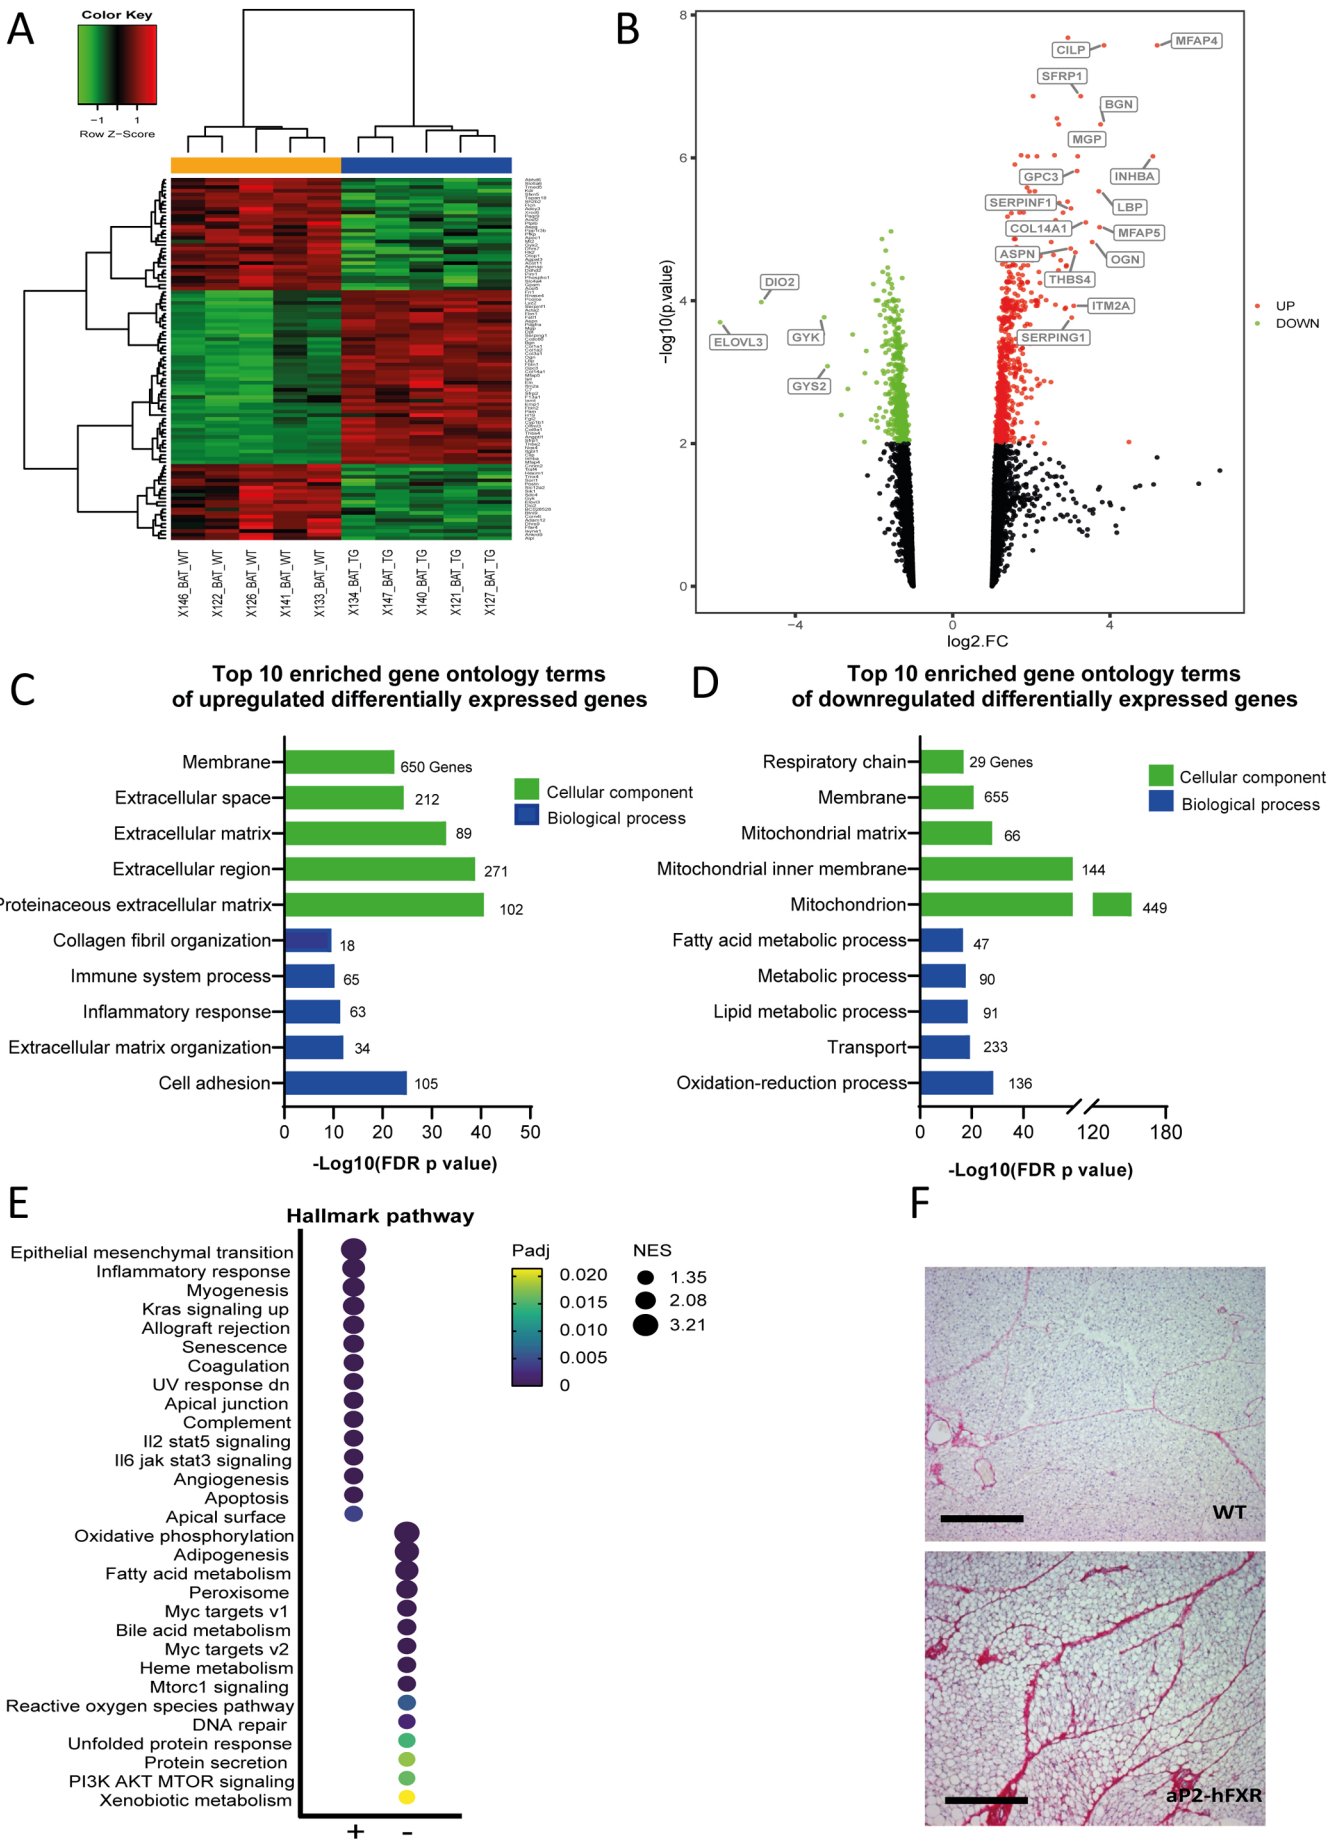 A
Color Key
−1
1
Row Z−Score
X146_BAT_WT
X122_BAT_WT
X126_BAT_WT
X141_BAT_WT
X133_BAT_WT
X134_BAT_TG
X147_BAT_TG
X140_BAT_TG
X121_BAT_TG
X127_BAT_TG
B
8
6
4
2
0
−log10(p.value)
−4
0
4
log2.FC
CILP
MFAP4
SFRP1
BGN
MGP
GPC3
INHBA
SERPINF1
LBP
COL14A1
MFAP5
ASPN
OGN
THBS4
DIO2
ITM2A
ELOVL3
GYK
SERPING1
GYS2
UP
DOWN
C
Top 10 enriched gene ontology terms
of upregulated differentially expressed genes
Membrane
650 Genes
Extracellular space
212
Extracellular matrix
89
Extracellular region
271
Proteinaceous extracellular matrix
102
Collagen fibril organization
18
Immune system process
65
Inflammatory response
63
Extracellular matrix organization
34
Cell adhesion
105
Cellular component
Biological process
0 10 20 30 40 50
-Log10(FDR p value)
D
Top 10 enriched gene ontology terms
of downregulated differentially expressed genes
Respiratory chain
29 Genes
Membrane
655
Mitochondrial matrix
66
Mitochondrial inner membrane
144
Mitochondrion
449
Fatty acid metabolic process
47
Metabolic process
90
Lipid metabolic process
91
Transport
233
Oxidation-reduction process
136
Cellular component
Biological process
0 20 40 120 180
-Log10(FDR p value)
E
Hallmark pathway
Epithelial mesenchymal transition
Inflammatory response
Myogenesis
Kras signaling up
Allograft rejection
Senescence
Coagulation
UV response dn
Apical junction
Complement
Il2 stat5 signaling
Il6 jak stat3 signaling
Angiogenesis
Apoptosis
Apical surface
Oxidative phosphorylation
Adipogenesis
Fatty acid metabolism
Peroxisome
Myc targets v1
Bile acid metabolism
Myc targets v2
Heme metabolism
Mtorc1 signaling
Reactive oxygen species pathway
DNA repair
Unfolded protein response
Protein secretion
PI3K AKT MTOR signaling
Xenobiotic metabolism
+ -
Padj
0.020
0.015
0.010
0.005
0
NES
1.35
2.08
3.21
F
WT
aP2-hFXR